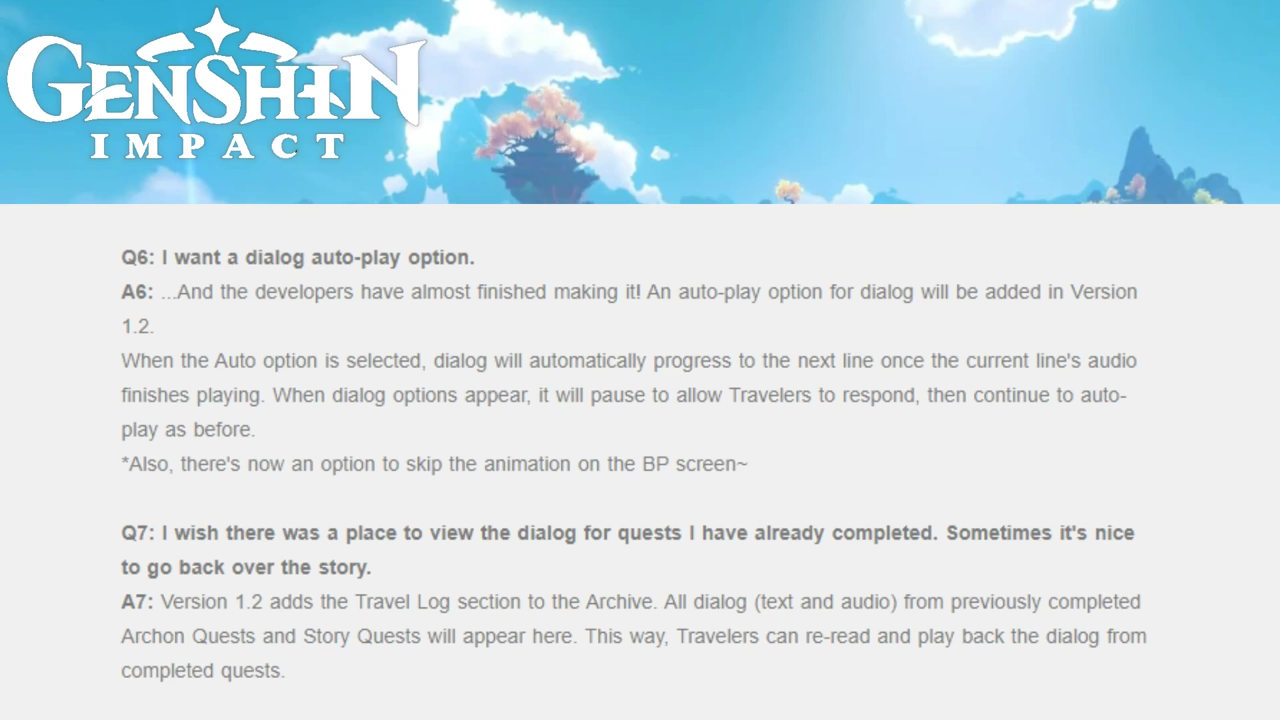 GENSHIN
IMPACT
Q6: I want a dialog auto-play option.
A6: ...And the developers have almost finished making it! An auto-play option for dialog will be added in Version
1.2.
When the Auto option is selected, dialog will automatically progress to the next line once the current line's audio
finishes playing. When dialog options appear, it will pause to allow Travelers to respond, then continue to auto-
play as before.
*Also, there's now an option to skip the animation on the BP screen~
Q7: I wish there was a place to view the dialog for quests I have already completed. Sometimes it's nice
to go back over the story.
A7: Version 1.2 adds the Travel Log section to the Archive. All dialog (text and audio) from previously completed
Archon Quests and Story Quests will appear here. This way, Travelers can re-read and play back the dialog from
completed quests.